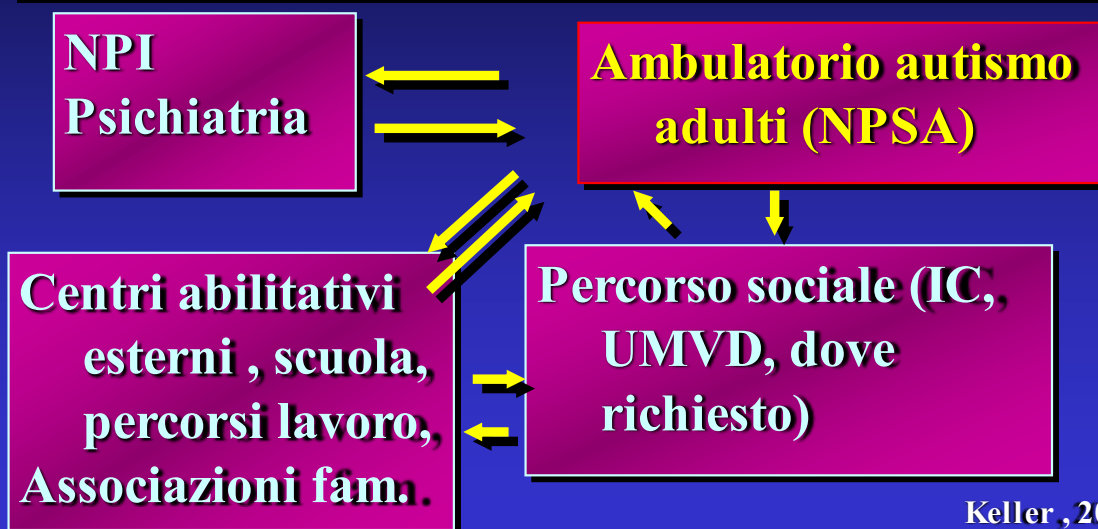 NPI
Psichiatria
Ambulatorio autismo
adulti (NPSA)
Centri abilitativi
esterni , scuola,
percorsi lavoro,
Associazioni fam. .
Percorso sociale (IC,
UMVD, dove
richiesto)
Keller , 20